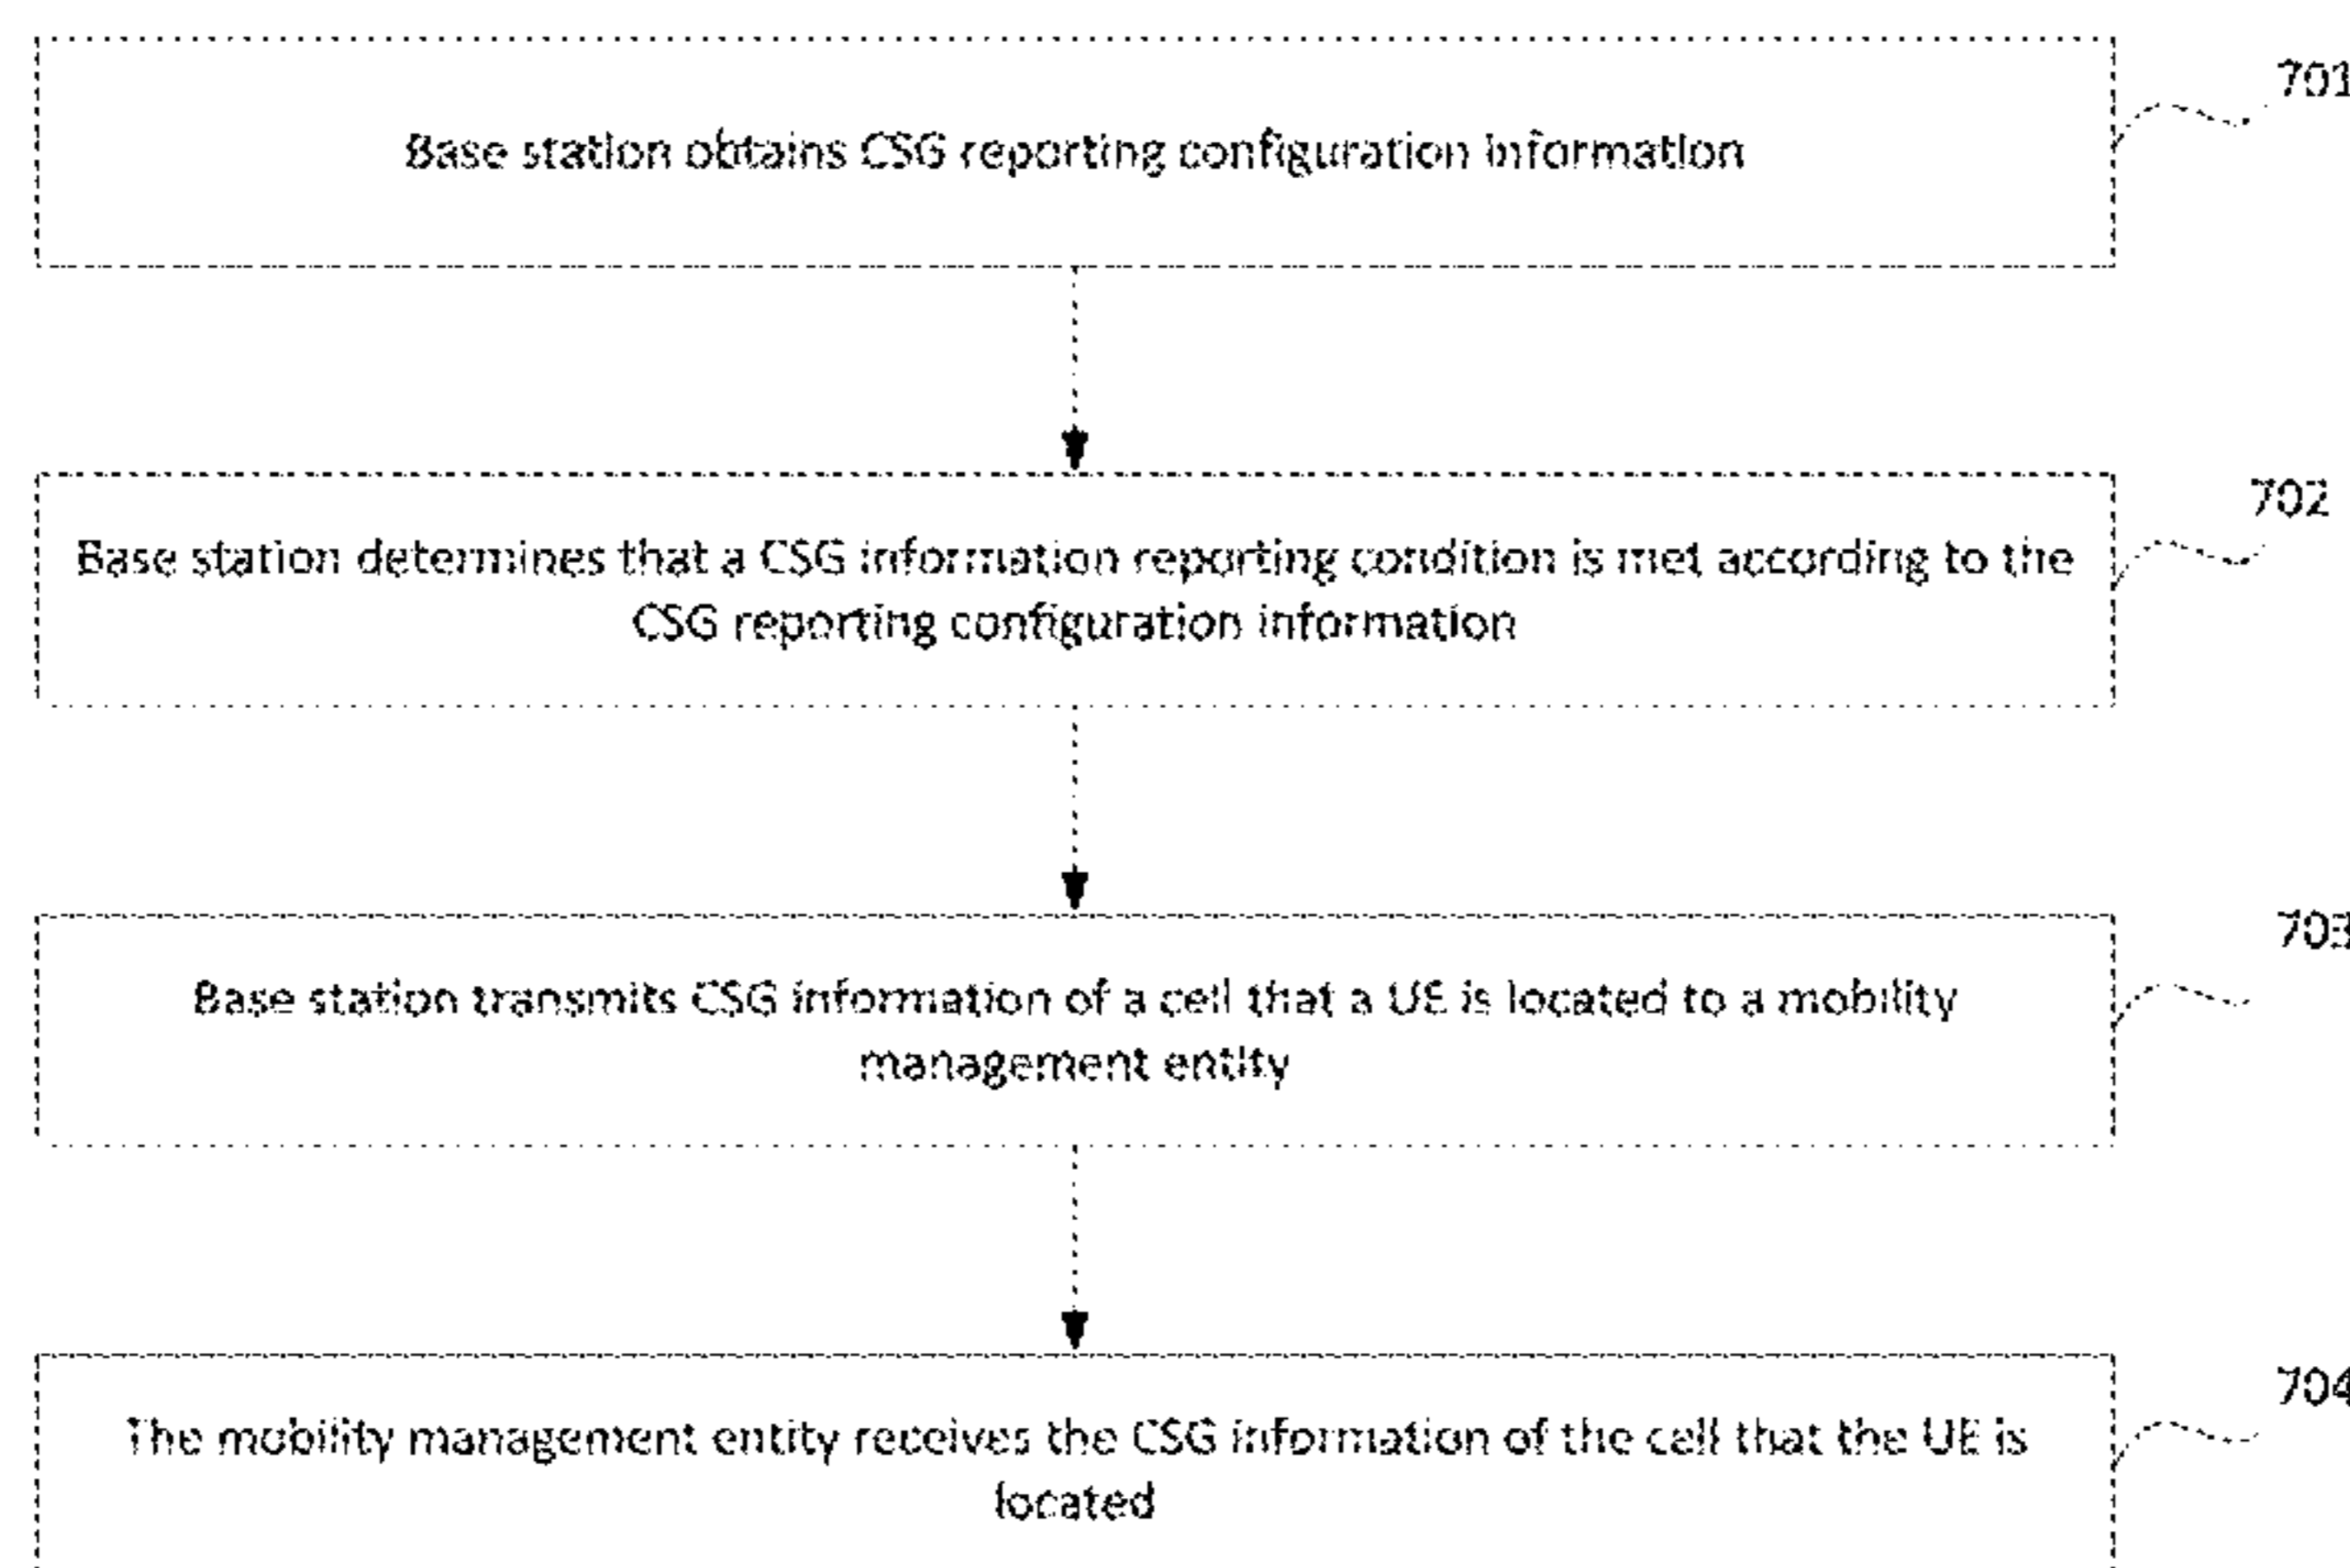 701
Base station obtains CSG reporting configuration information
702
Base station determines that a CSG information reporting condition is met according to the
CSG reporting configuration information
703
Base station transmits CSG information of a cell that a UE is located to a mobility
management entity
704
The mobility management entity receives the CSG information of the cell that the UE is
located